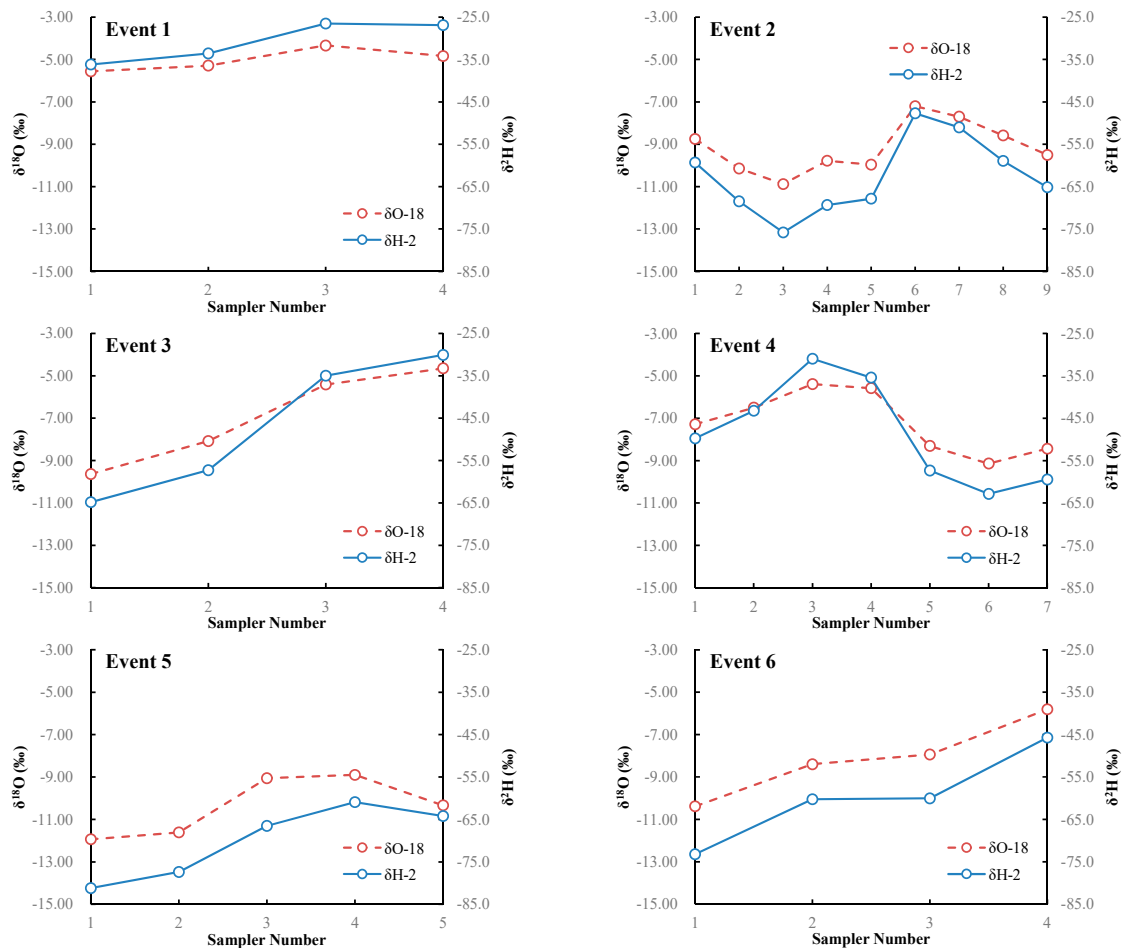 Event 1
-3.00
-5.00
-7.00
-9.00
-11.00
-13.00
-15.00
δ¹⁸O (‰)
-25.0
-35.0
-45.0
-55.0
-65.0
-75.0
-85.0
δ²H (‰)
δO-18
δH-2
1 2 3 4
Sampler Number
Event 2
-3.00
-5.00
-7.00
-9.00
-11.00
-13.00
-15.00
δ¹⁸O (‰)
-25.0
-35.0
-45.0
-55.0
-65.0
-75.0
-85.0
δ²H (‰)
δO-18
δH-2
1 2 3 4 5 6 7 8 9
Sampler Number
Event 3
-3.00
-5.00
-7.00
-9.00
-11.00
-13.00
-15.00
δ¹⁸O (‰)
-25.0
-35.0
-45.0
-55.0
-65.0
-75.0
-85.0
δ²H (‰)
δO-18
δH-2
1 2 3 4
Sampler Number
Event 4
-3.00
-5.00
-7.00
-9.00
-11.00
-13.00
-15.00
δ¹⁸O (‰)
-25.0
-35.0
-45.0
-55.0
-65.0
-75.0
-85.0
δ²H (‰)
δO-18
δH-2
1 2 3 4 5 6 7
Sampler Number
Event 5
-3.00
-5.00
-7.00
-9.00
-11.00
-13.00
-15.00
δ¹⁸O (‰)
-25.0
-35.0
-45.0
-55.0
-65.0
-75.0
-85.0
δ²H (‰)
δO-18
δH-2
1 2 3 4 5
Sampler Number
Event 6
-3.00
-5.00
-7.00
-9.00
-11.00
-13.00
-15.00
δ¹⁸O (‰)
-25.0
-35.0
-45.0
-55.0
-65.0
-75.0
-85.0
δ²H (‰)
δO-18
δH-2
1 2 3 4
Sampler Number